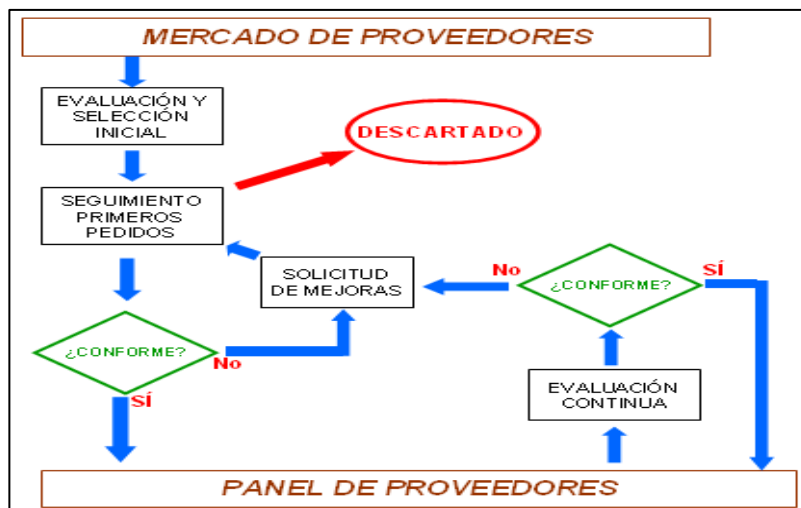 MERCADO DE PROVEEDORES
EVALUACIÓN Y
SELECCIÓN
INICIAL
DESCARTADO
SEGUIMIENTO
PRIMEROS
PEDIDOS
SOLICITUD
DE MEJORAS
No
¿CONFORME?
SÍ
¿CONFORME?
No
SÍ
EVALUACIÓN
CONTINUA
PANEL DE PROVEEDORES